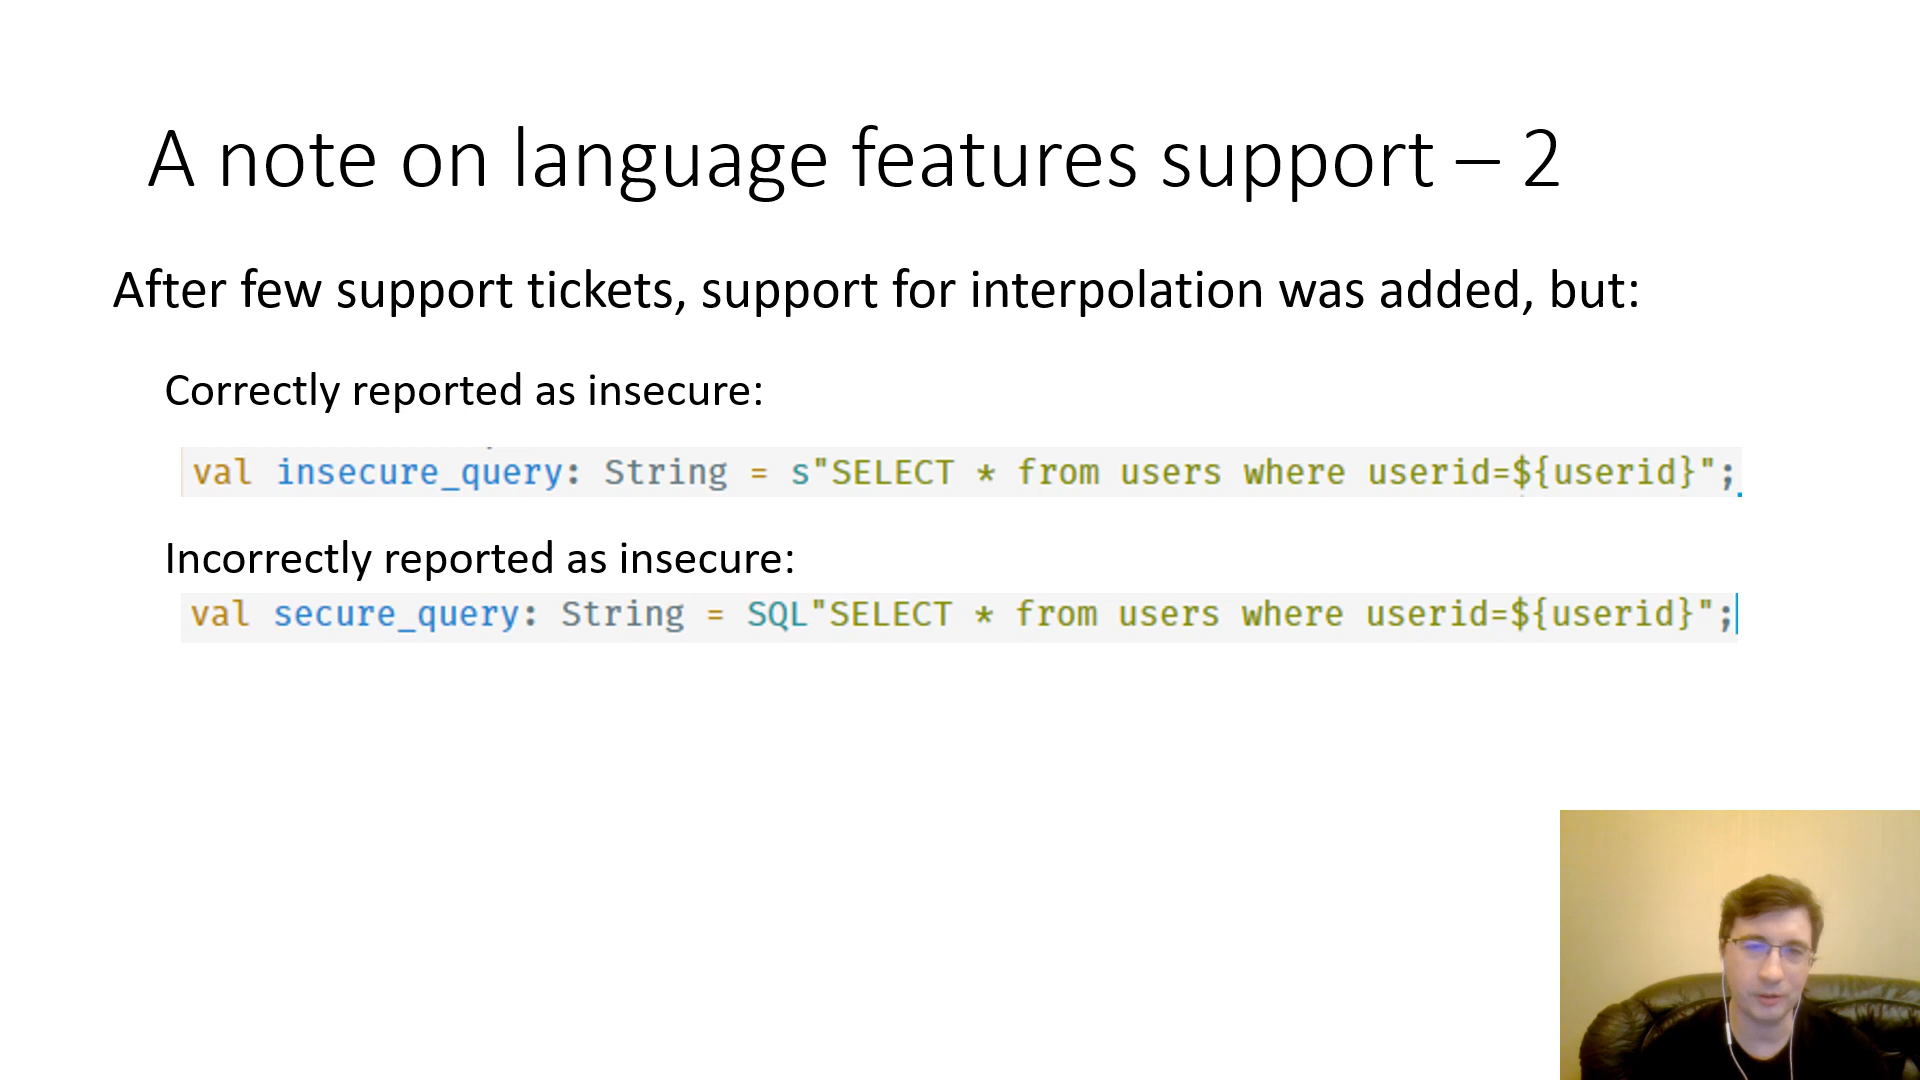 A note on language features support – 2
After few support tickets, support for interpolation was added, but:
Correctly reported as insecure:
val insecure_query: String = s"SELECT * from users where userid=${userid}";
Incorrectly reported as insecure:
val secure_query: String = SQL"SELECT * from users where userid=${userid}";